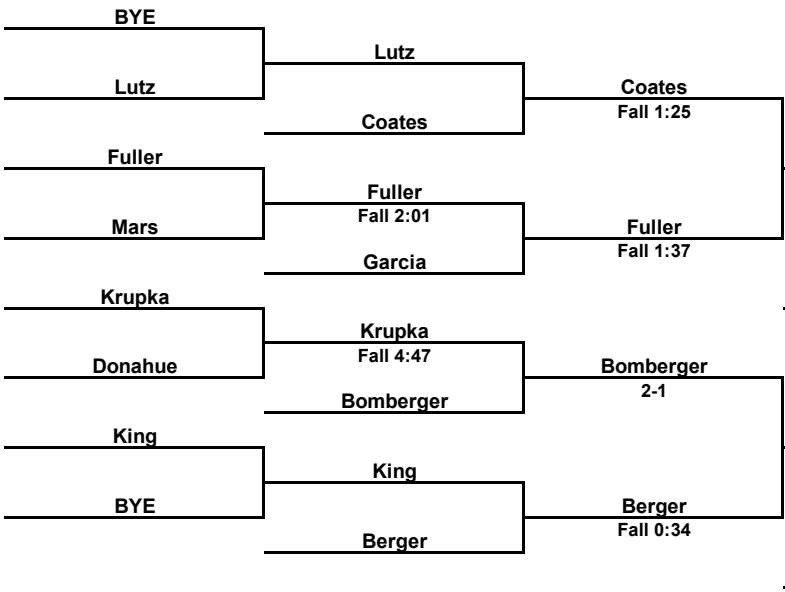 BYE
Lutz
Lutz
Coates
Coates
Fall 1:25
Fuller
Fuller
Fall 2:01
Mars
Fuller
Fall 1:37
Garcia
Krupka
Krupka
Fall 4:47
Donahue
Bomberger
2-1
Bomberger
King
King
BYE
Berger
Fall 0:34
Berger